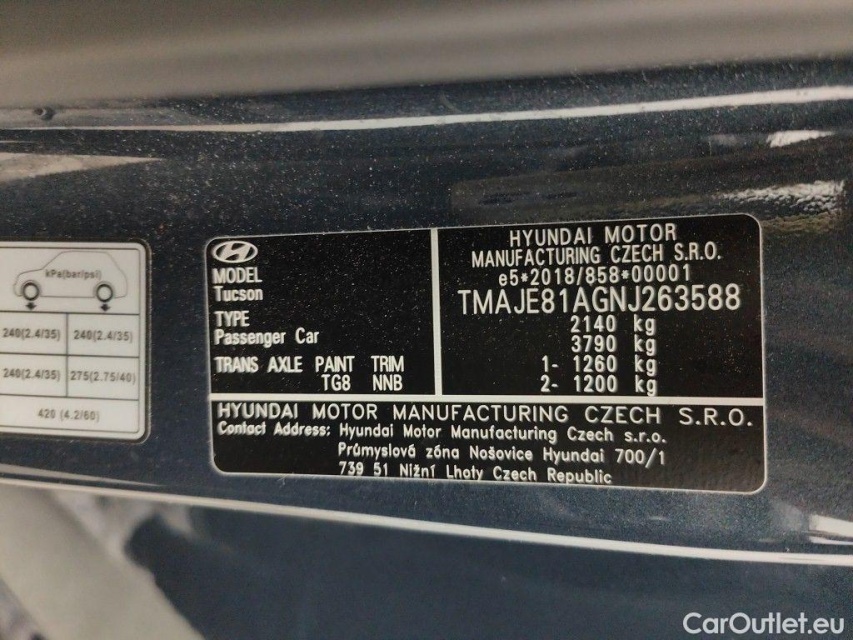 kPa(bar/psi)
240(2.4/35) 240(2.4/35)
240(2.4/35) 275(2.75/40)
420 (4.2/60)
MODEL
Tucson
TYPE
Passenger Car
TRANS AXLE PAINT TRIM
TG8 NNB
HYUNDAI MOTOR
MANUFACTURING CZECH S.R.O.
e5*2018/858*00001
TMAJE81AGNJ263588
2140 kg
3790 kg
1- 1260 kg
2- 1200 kg
HYUNDAI MOTOR MANUFACTURING CZECH S.R.O.
Contact Address: Hyundai Motor Manufacturing Czech s.r.o.
Průmyslová zóna Nošovice Hyundai 700/1
739 51 Nižní Lhoty Czech Republic
CarOutlet.eu